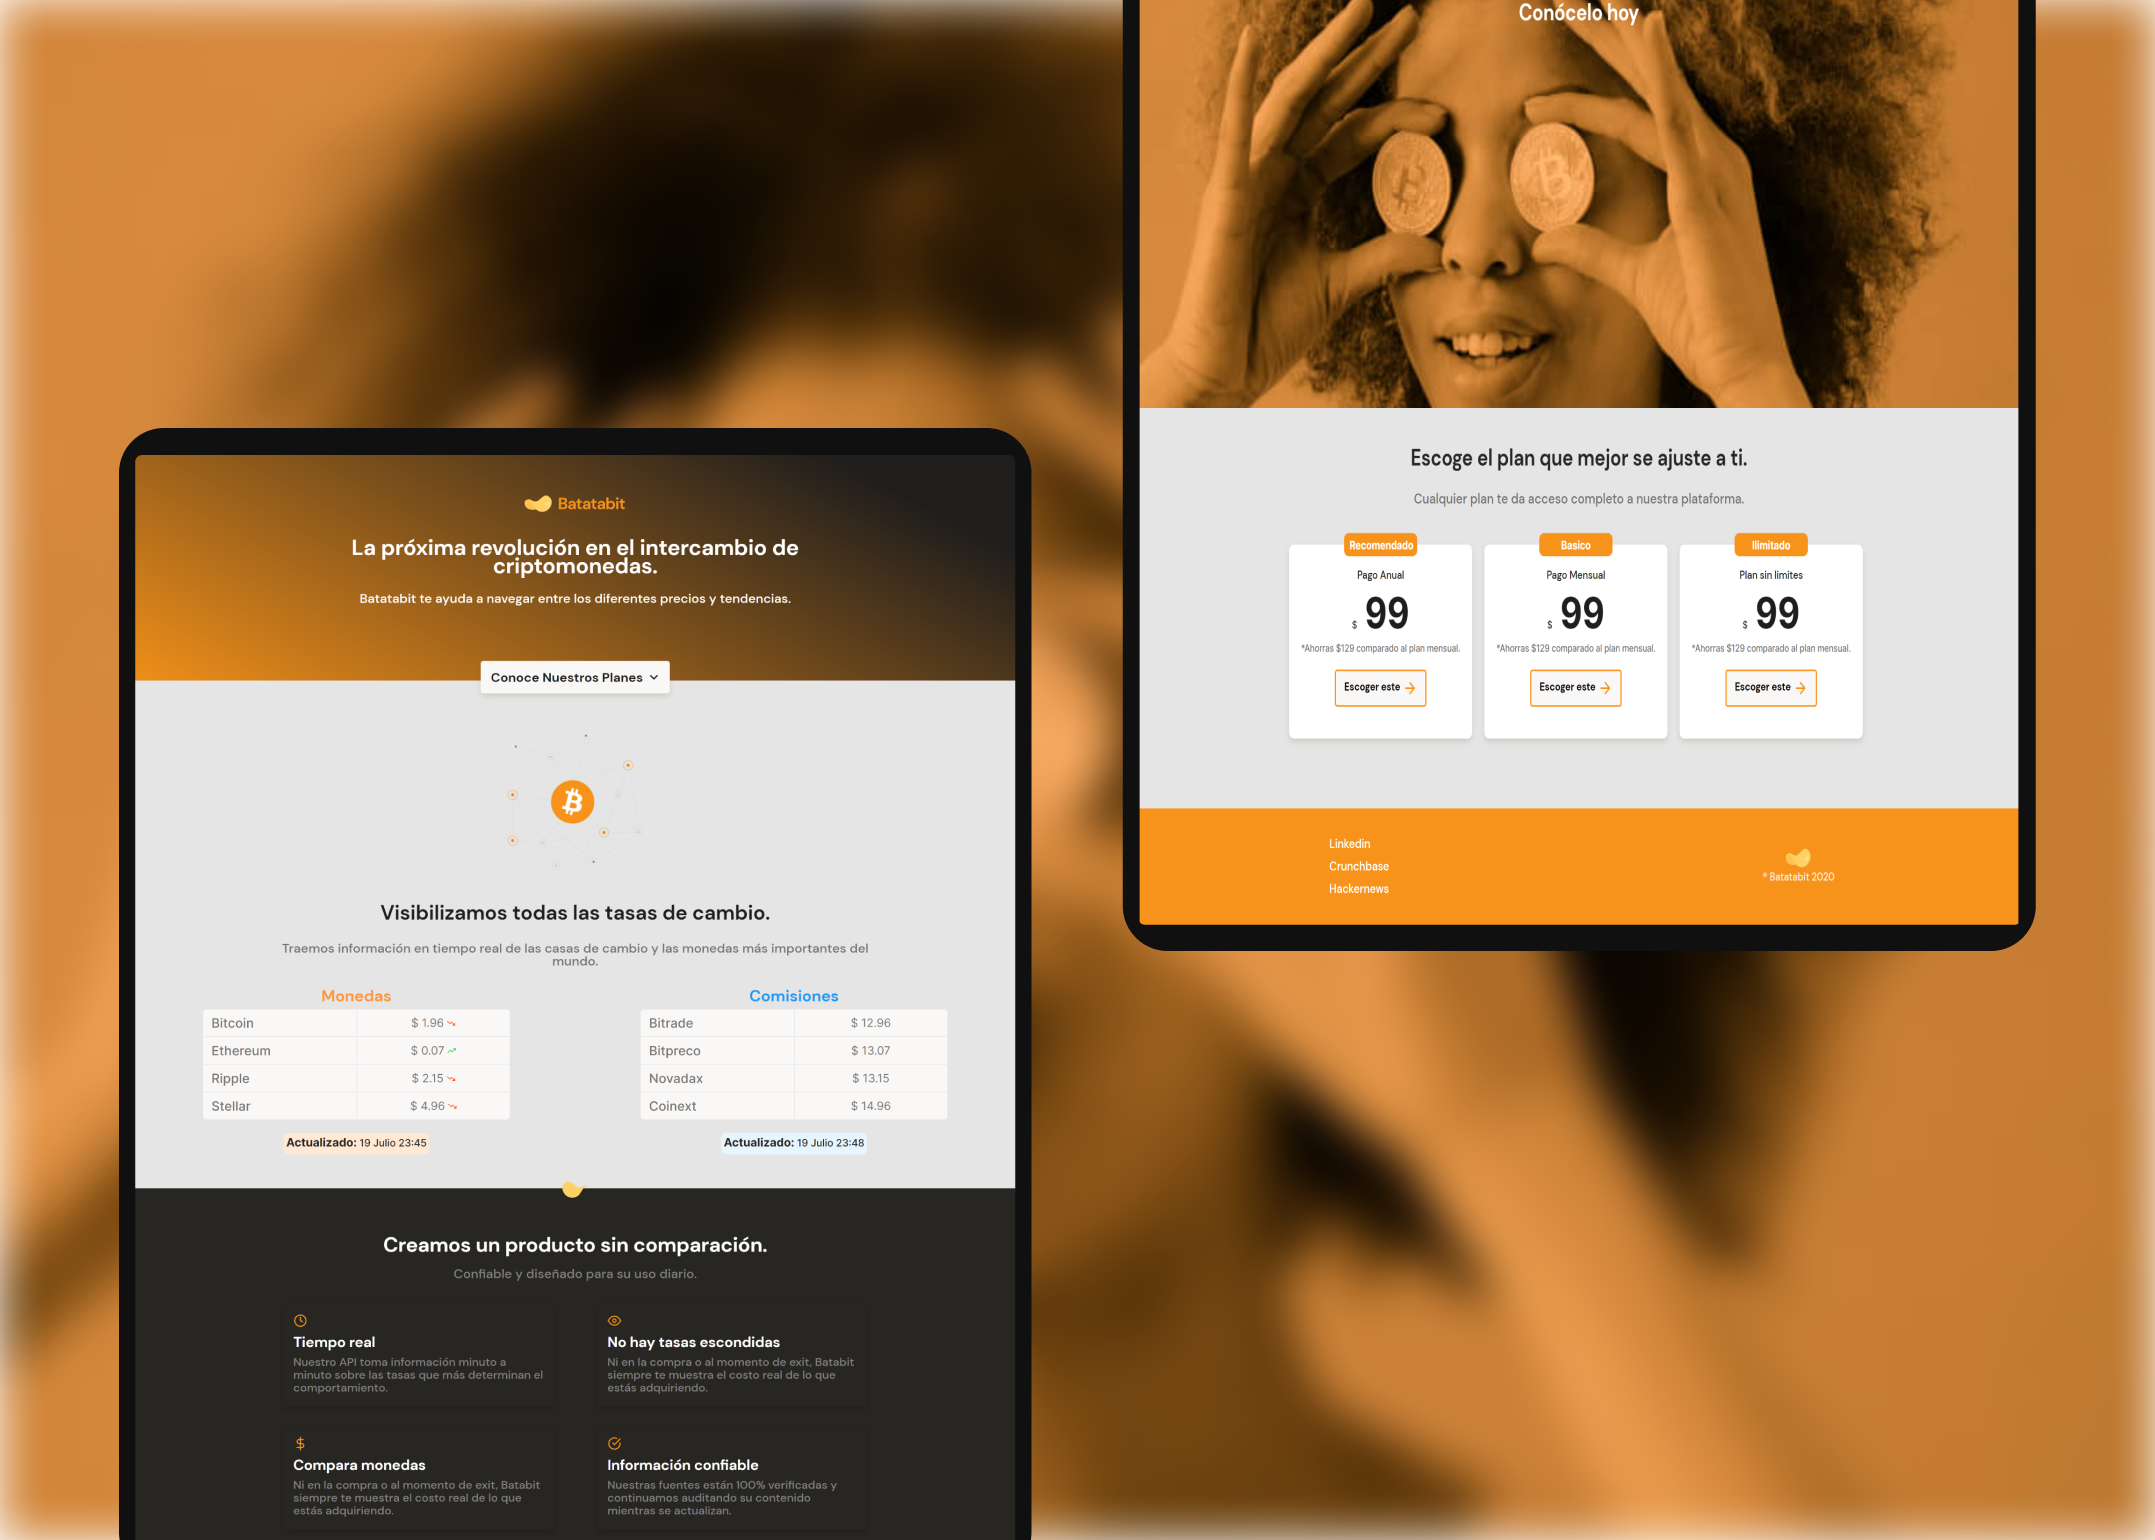 Batatabit
La próxima revolución en el intercambio de
criptomonedas.
Batatabit te ayuda a navegar entre los diferentes precios y tendencias.
Conoce Nuestros Planes
Visibilizamos todas las tasas de cambio.
Traemos información en tiempo real de las casas de cambio y las monedas más importantes del
mundo.
Monedas
Bitcoin $ 1.96
Ethereum $ 0.07
Ripple $ 2.15
Stellar $ 4.96
Actualizado: 19 Julio 23:45
Comisiones
Bitrade $ 12.96
Bitpreco $ 13.07
Novadax $ 13.15
Coinext $ 14.96
Actualizado: 19 Julio 23:48
Creamos un producto sin comparación.
Confiable y diseñado para su uso diario.
Tiempo real
Nuestro API toma información minuto a
minuto sobre las tasas que más determinan el
comportamiento.
No hay tasas escondidas
Ni en la compra o al momento de exit, Batabit
siempre te muestra el costo real de lo que
estás adquiriendo.
Compara monedas
Ni en la compra o al momento de exit, Batabit
siempre te muestra el costo real de lo que
estás adquiriendo.
Información confiable
Nuestras fuentes están 100% verificadas y
continuamos auditando su contenido
mientras se actualizan.
Conócelo hoy
Escoge el plan que mejor se ajuste a ti.
Cualquier plan te da acceso completo a nuestra plataforma.
Recomendado
Pago Anual
$ 99
*Ahorras $129 comparado al plan mensual.
Escoger este
Basico
Pago Mensual
$ 99
*Ahorras $129 comparado al plan mensual.
Escoger este
Ilimitado
Plan sin limites
$ 99
*Ahorras $129 comparado al plan mensual.
Escoger este
Linkedin
Crunchbase
Hackernews
® Batatabit 2020